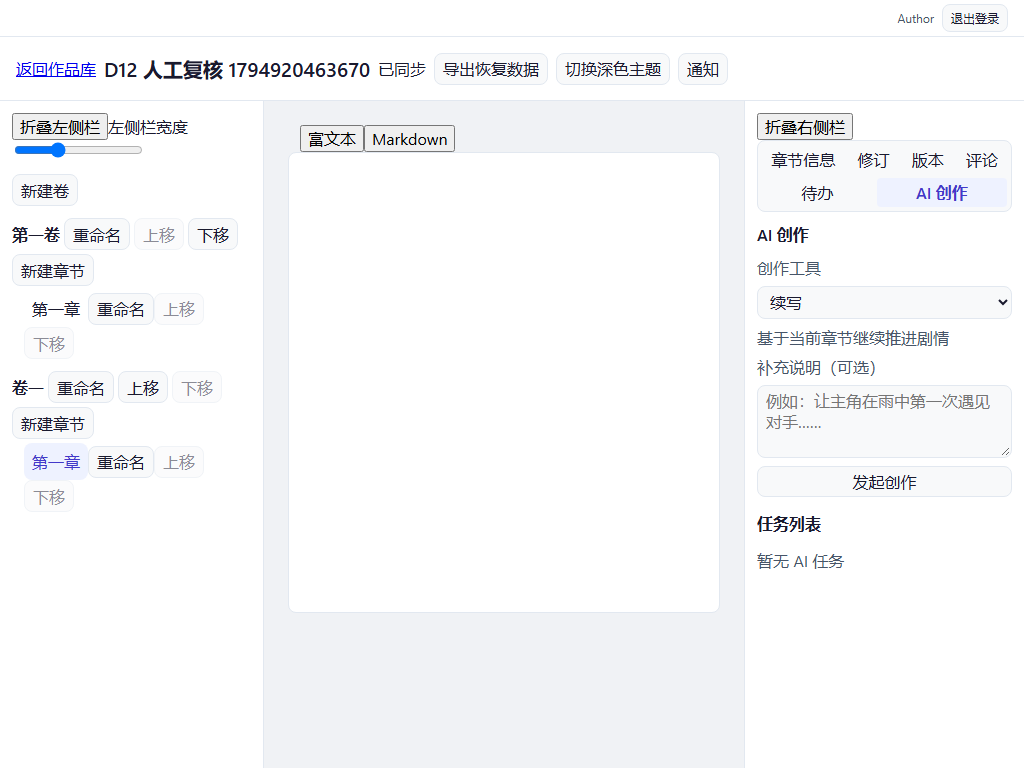 Author 退出登录
返回作品库 D12 人工复核 1794920463670 已同步 导出恢复数据 切换深色主题 通知
折叠左侧栏 左侧栏宽度
新建卷
第一卷 重命名 上移 下移
新建章节
第一章 重命名 上移
下移
卷一 重命名 上移 下移
新建章节
第一章 重命名 上移
下移
富文本 Markdown
折叠右侧栏
章节信息 修订 版本 评论
待办 AI 创作
AI 创作
创作工具
续写
基于当前章节继续推进剧情
补充说明（可选）
例如：让主角在雨中第一次遇见
对手……
发起创作
任务列表
暂无 AI 任务